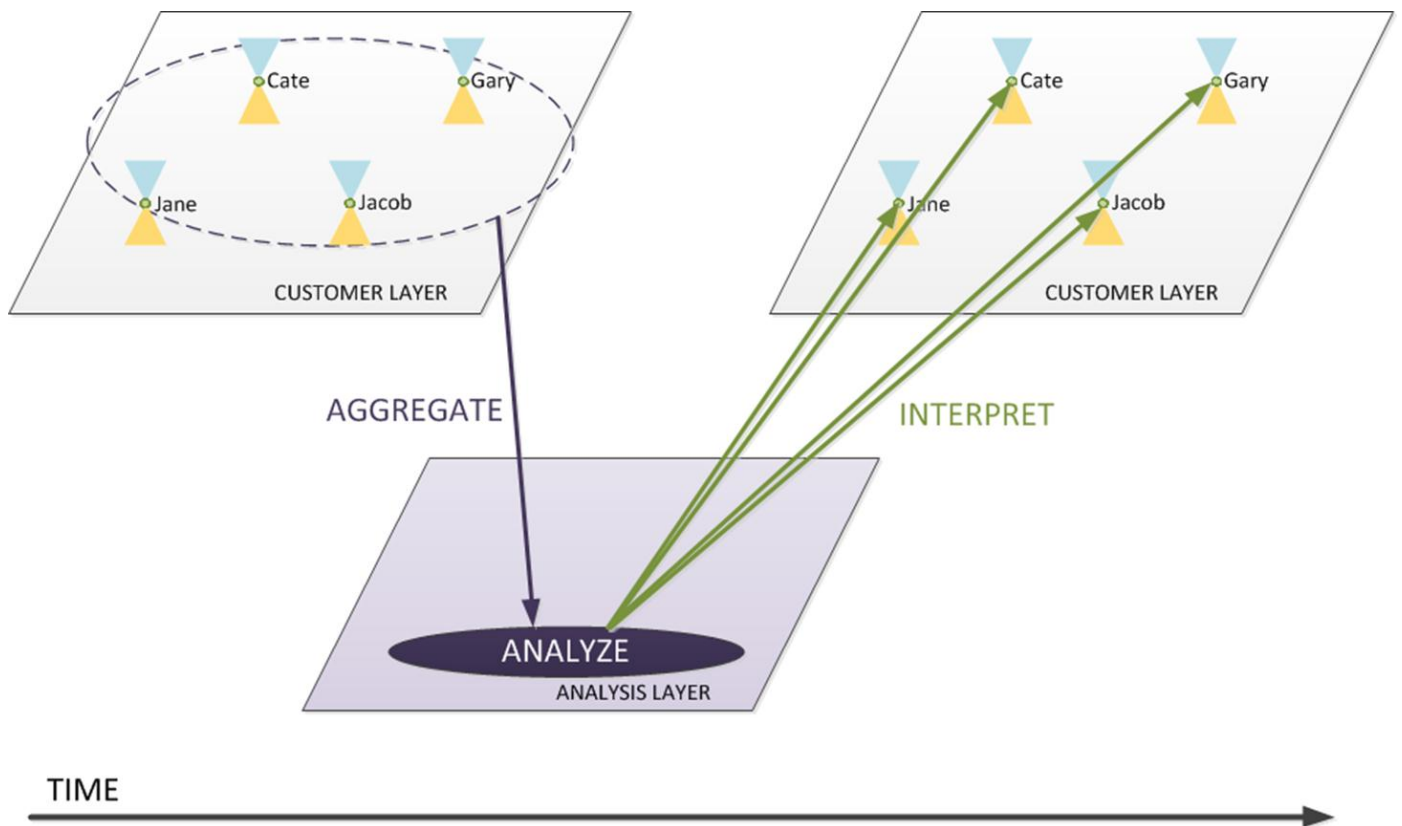 Cate
Gary
Jane
Jacob
CUSTOMER LAYER
Cate
Gary
Jane
Jacob
CUSTOMER LAYER
AGGREGATE
INTERPRET
ANALYZE
ANALYSIS LAYER
TIME